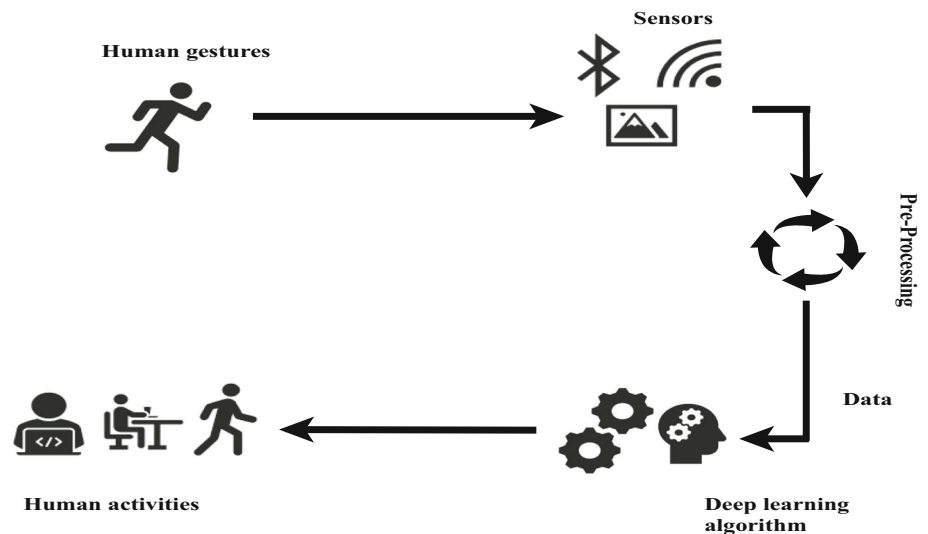 Sensors
Human gestures
Pre-Processing
Data
</>
Human activities
Deep learning
algorithm